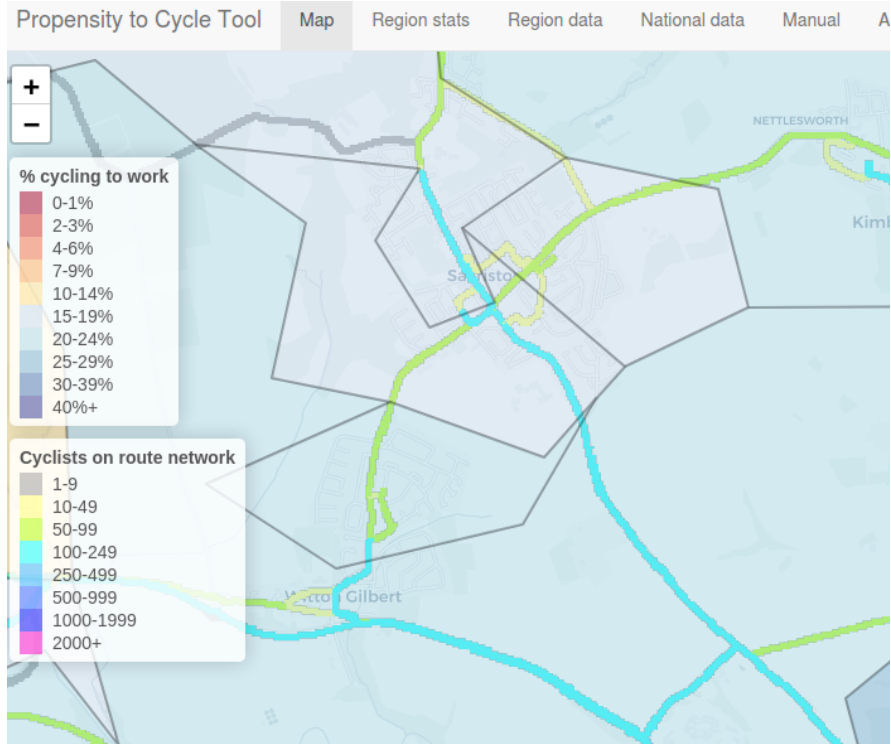 Propensity to Cycle Tool Map Region stats Region data National data Manual A
+
−
NETTLESWORTH
% cycling to work
0-1%
2-3%
4-6%
7-9%
10-14%
15-19%
20-24%
25-29%
30-39%
40%+
Kimb
Sacriston
Cyclists on route network
1-9
10-49
50-99
100-249
250-499
500-999
1000-1999
2000+
Witton Gilbert